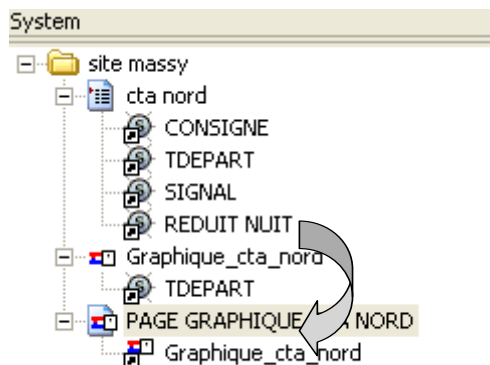 System
site massy
cta nord
CONSIGNE
TDEPART
SIGNAL
REDUIT NUIT
Graphique_cta_nord
TDEPART
PAGE GRAPHIQUE NORD
Graphique_cta_nord